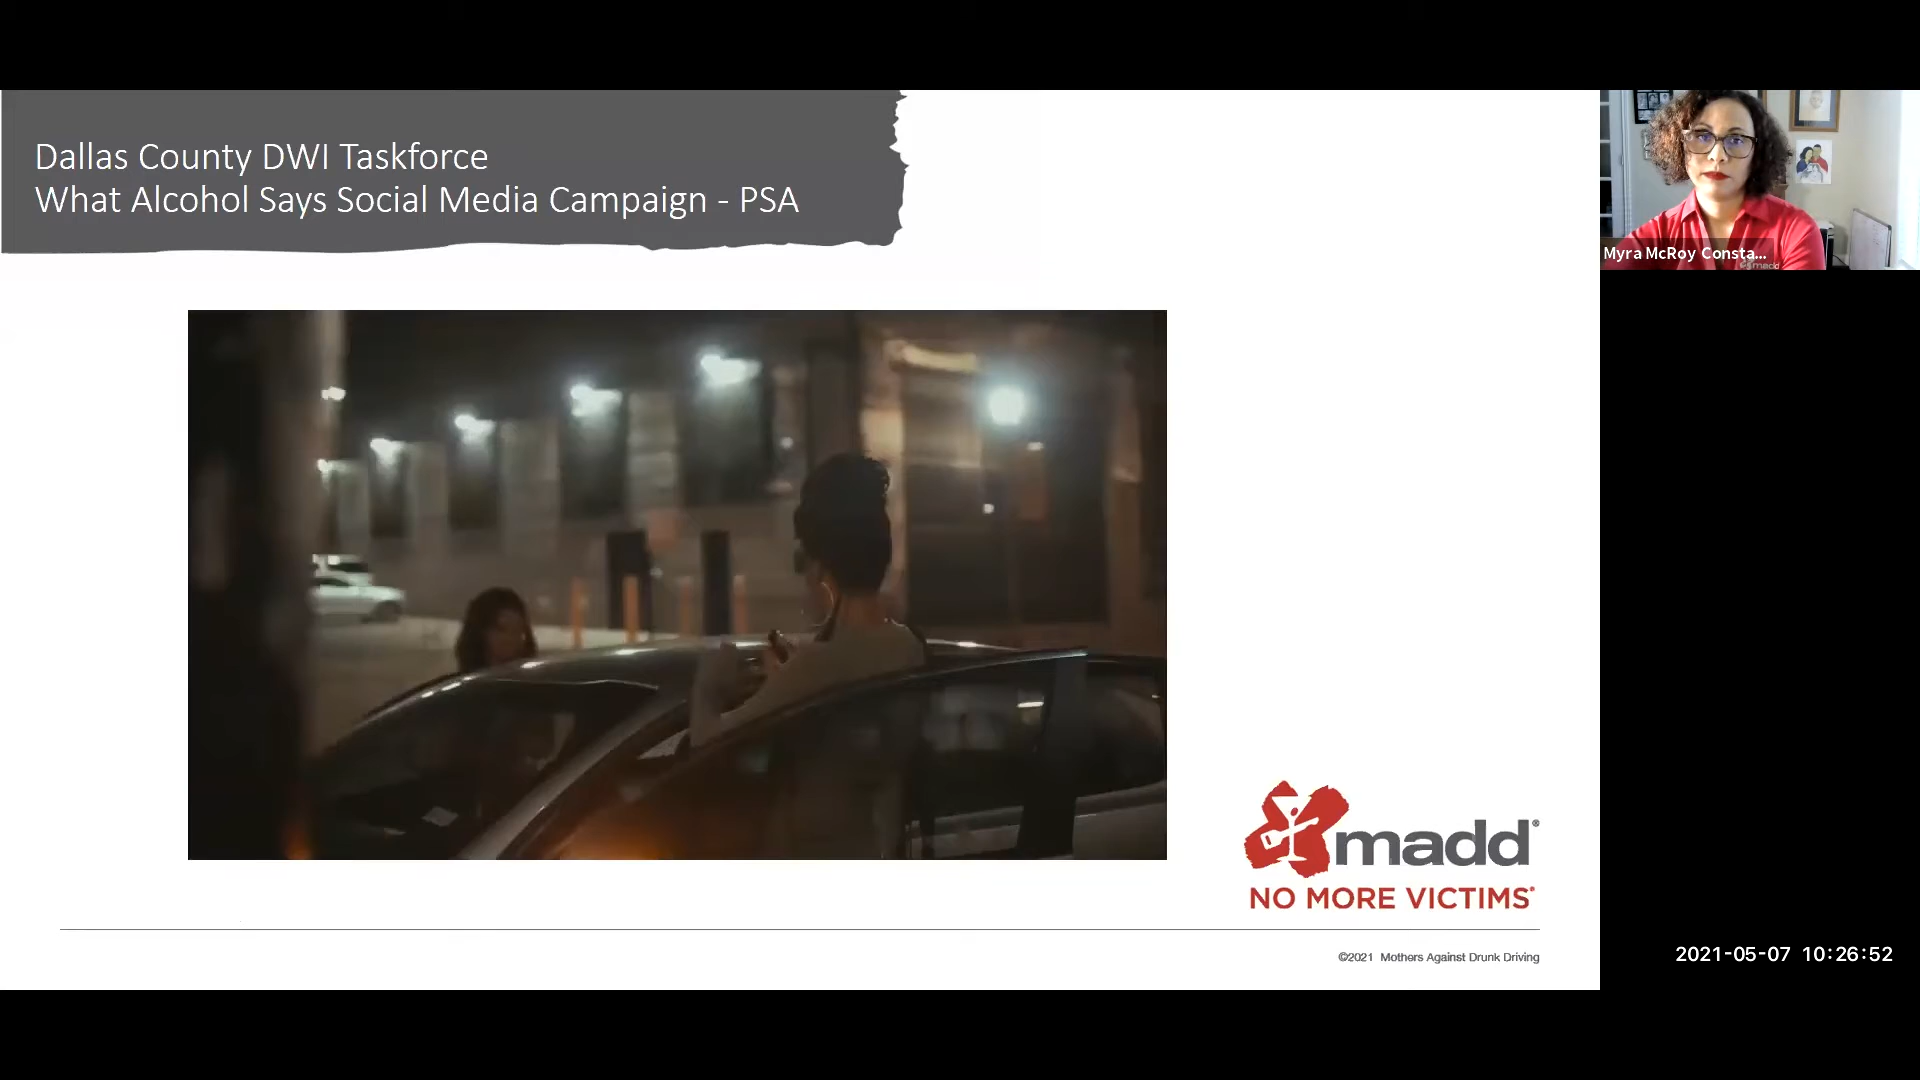 Dallas County DWI Taskforce
What Alcohol Says Social Media Campaign - PSA
Myra McRoy Consta...
madd
madd®
NO MORE VICTIMS®
©2021 Mothers Against Drunk Driving
2021-05-07 10:26:52